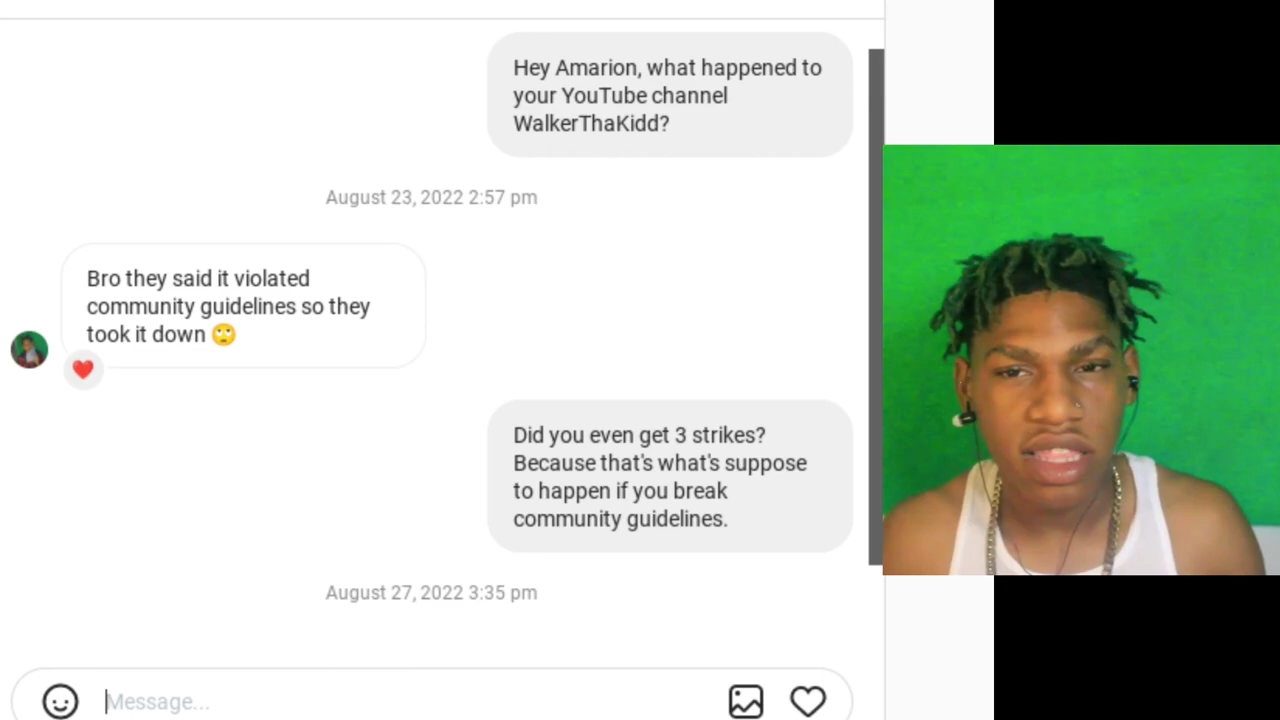 Hey Amarion, what happened to
your YouTube channel
WalkerThaKidd?
August 23, 2022 2:57 pm
Bro they said it violated
community guidelines so they
took it down 🙄
Did you even get 3 strikes?
Because that's what's suppose
to happen if you break
community guidelines.
August 27, 2022 3:35 pm
Message...